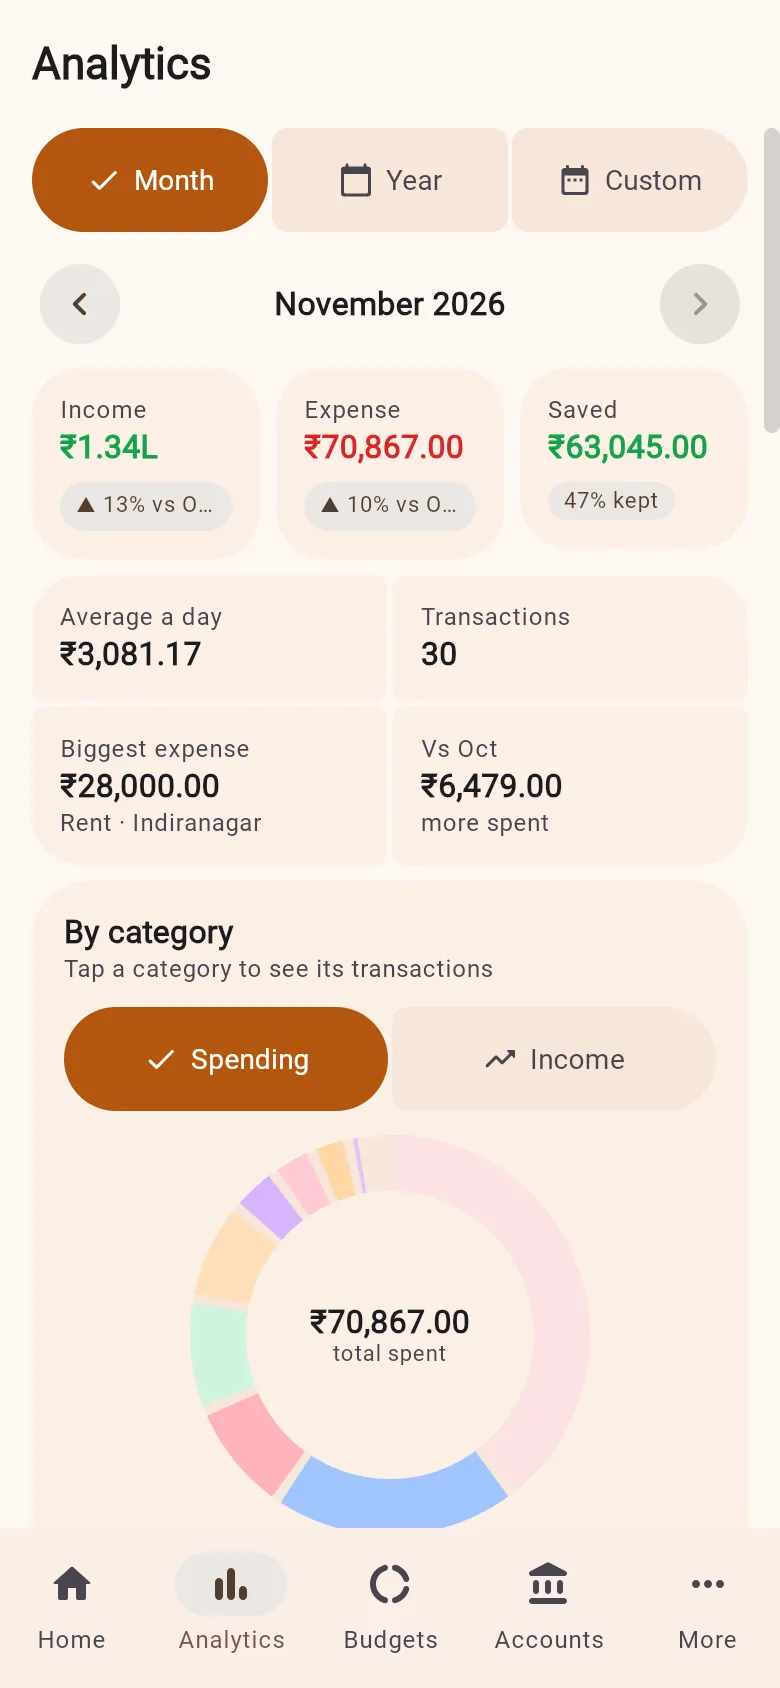 Analytics
Month
Year
Custom
November 2026
Income
₹1.34L
▲ 13% vs O...
Expense
₹70,867.00
▲ 10% vs O...
Saved
₹63,045.00
47% kept
Average a day
₹3,081.17
Transactions
30
Biggest expense
₹28,000.00
Rent · Indiranagar
Vs Oct
₹6,479.00
more spent
By category
Tap a category to see its transactions
Spending
Income
₹70,867.00
total spent
Home
Analytics
Budgets
Accounts
More